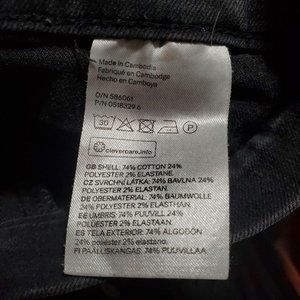 Made in Cambodia
Fabriqué en Cambodge
Hecho en Camboya
O/N 586061
P/N 0518329.6
30
P
clevercare.info
GB SHELL: 74% COTTON 24%
POLYESTER 2% ELASTANE.
CZ SVRCHNÍ LÁTKA: 74% BAVLNA 24%
POLYESTER 2% ELASTAN.
DE OBERMATERIAL: 74% BAUMWOLLE
24% POLYESTER 2% ELASTHAN.
EE ÜMBRIS: 74% PUUVILL 24%
POLÜESTER 2% ELASTAAN.
ES TELA EXTERIOR: 74% ALGODÓN
24% poliéster 2% elastano.
FI PÄÄLLISKANGAS: 74% PUUVILLAA